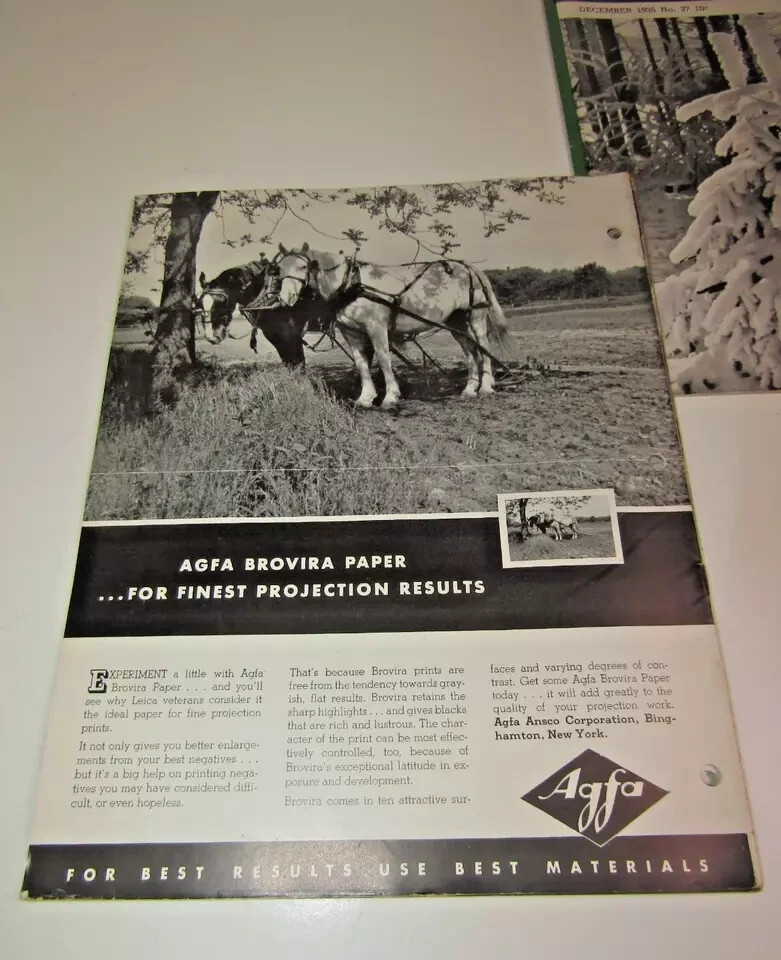 DECEMBER 1935 No. 27 10¢
AGFA BROVIRA PAPER
...FOR FINEST PROJECTION RESULTS
EXPERIMENT a little with Agfa
Brovira Paper . . . and you'll
see why Leica veterans consider it
the ideal paper for fine projection
prints.
It not only gives you better enlarge-
ments from your best negatives . . .
but it's a big help on printing nega-
tives you may have considered diffi-
cult, or even hopeless.
That's because Brovira prints are
free from the tendency towards gray-
ish, flat results. Brovira retains the
sharp highlights . . . and gives blacks
that are rich and lustrous. The char-
acter of the print can be most effec-
tively controlled, too, because of
Brovira's exceptional latitude in ex-
posure and development.
Brovira comes in ten attractive sur-
faces and varying degrees of con-
trast. Get some Agfa Brovira Paper
today . . . it will add greatly to the
quality of your projection work.
Agfa Ansco Corporation, Bing-
hamton, New York.
Agfa
FOR BEST RESULTS USE BEST MATERIALS